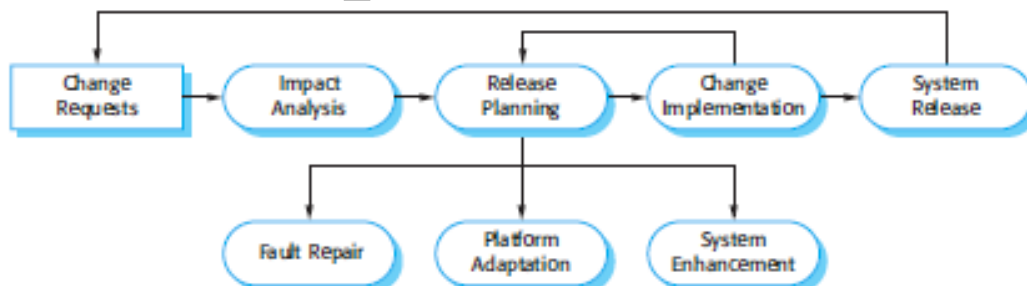 Change
Requests
Impact
Analysis
Release
Planning
Change
Implementation
System
Release
Fault Repair
Platform
Adaptation
System
Enhancement